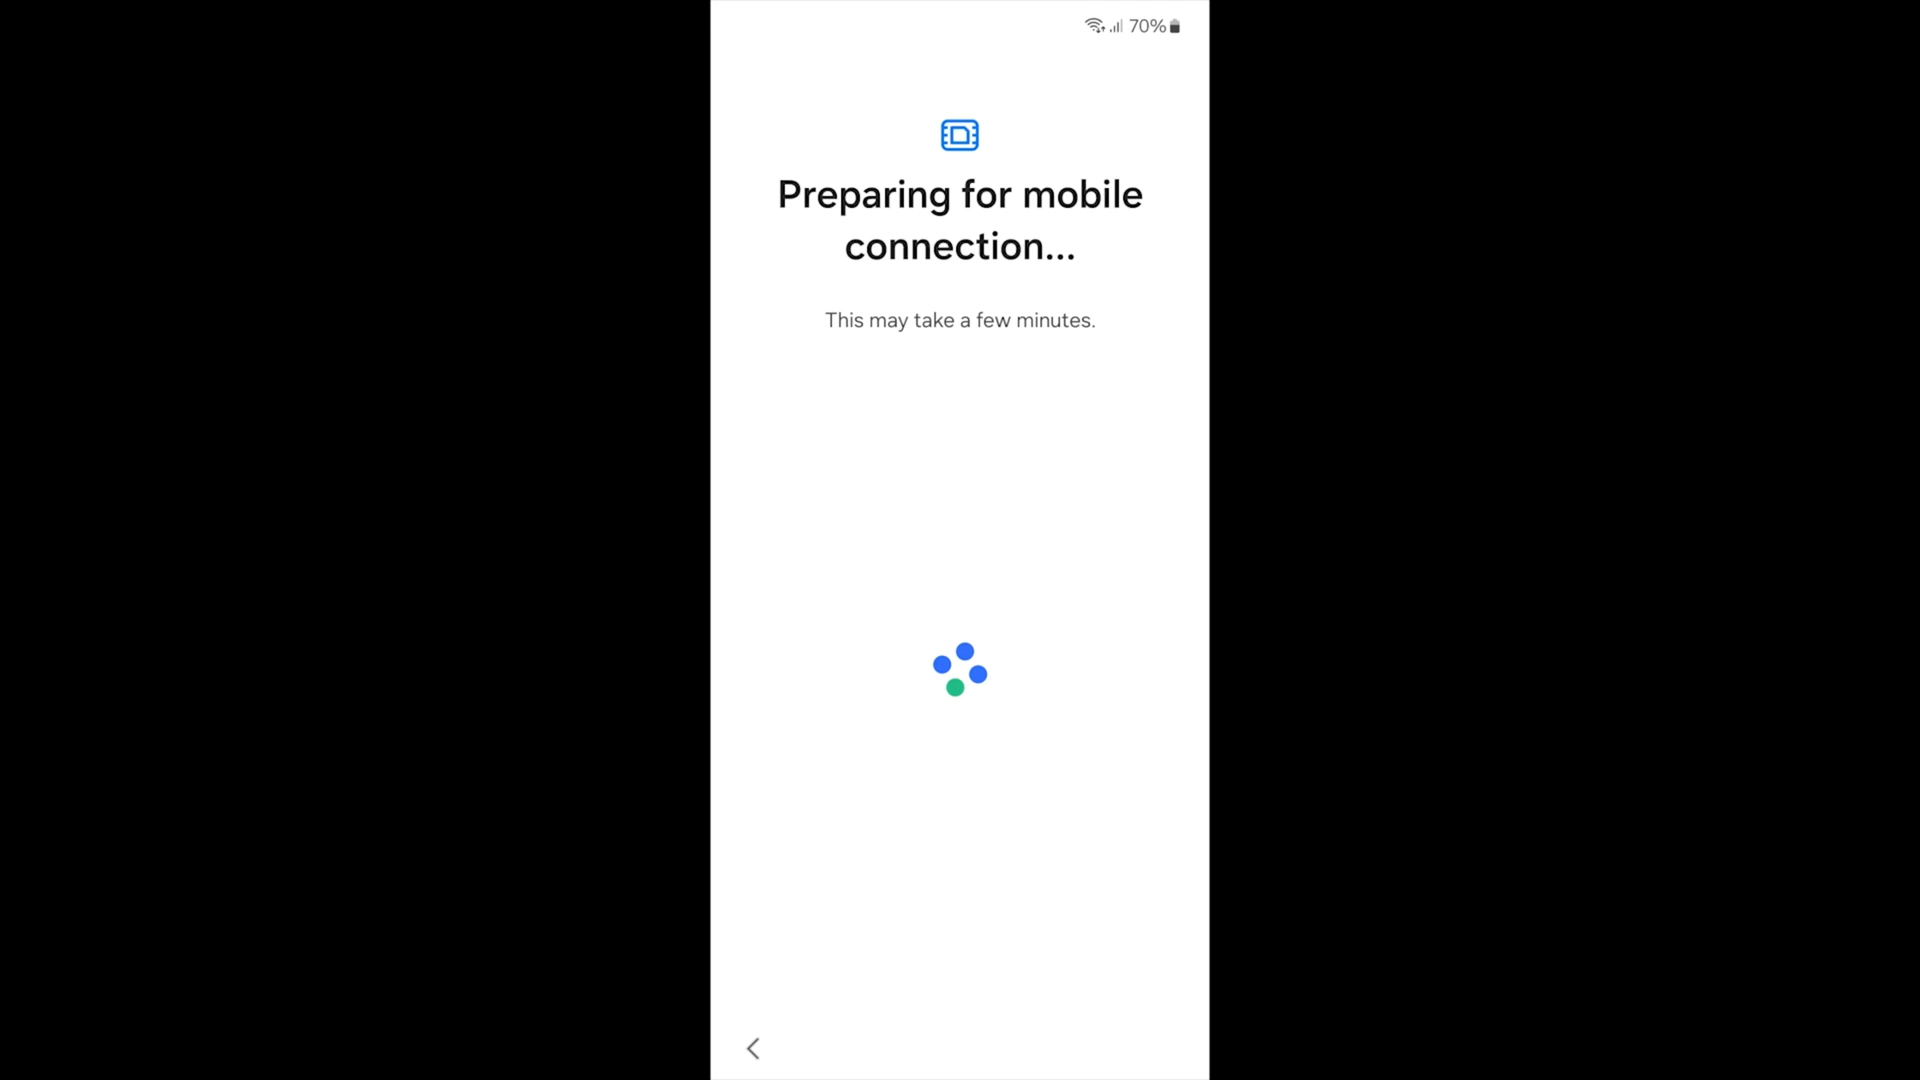 70%
Preparing for mobile
connection...
This may take a few minutes.